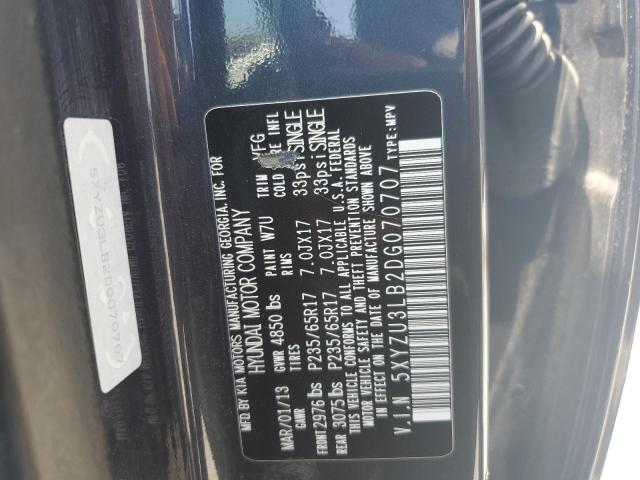 MFD. BY KIA MOTORS MANUFACTURING GEORGIA, INC. FOR
HYUNDAI MOTOR COMPANY
MAR/01/13 GVWR 4850 lbs PAINT W7U TRIM YFG
GAWR TIRES RIMS COLD INFL
FRONT 2976 lbs P235/65R17 7.0JX17 33psi SINGLE
REAR 3075 lbs P235/65R17 7.0JX17 33psi SINGLE
THIS VEHICLE CONFORMS TO ALL APPLICABLE U.S.A. FEDERAL
MOTOR VEHICLE SAFETY AND THEFT PREVENTION STANDARDS
IN EFFECT ON THE DATE OF MANUFACTURE SHOWN ABOVE
V.I.N 5XYZU3LB2DG070707 TYPE: MPV
5XYZU3LB2DG070707